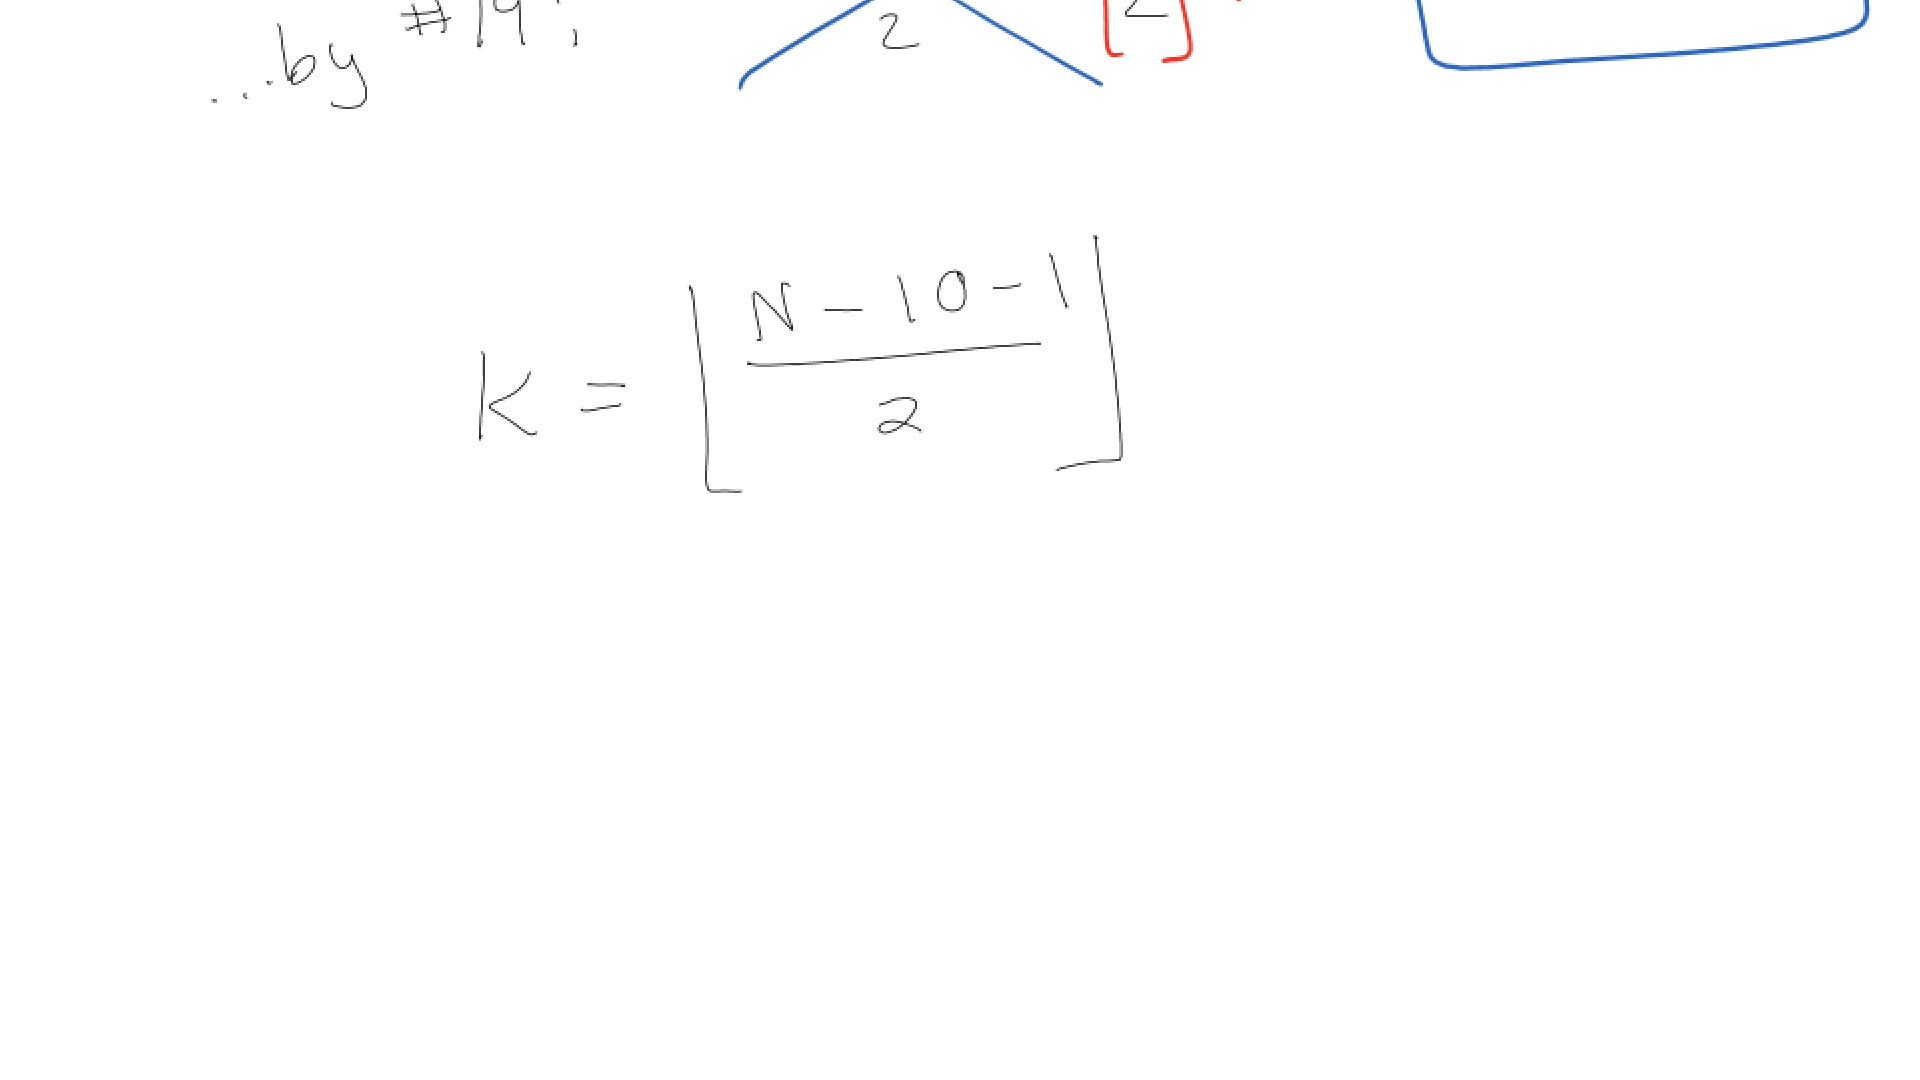 ...by #19:
2
k = ⌊(N - 10 - 1)/2⌋